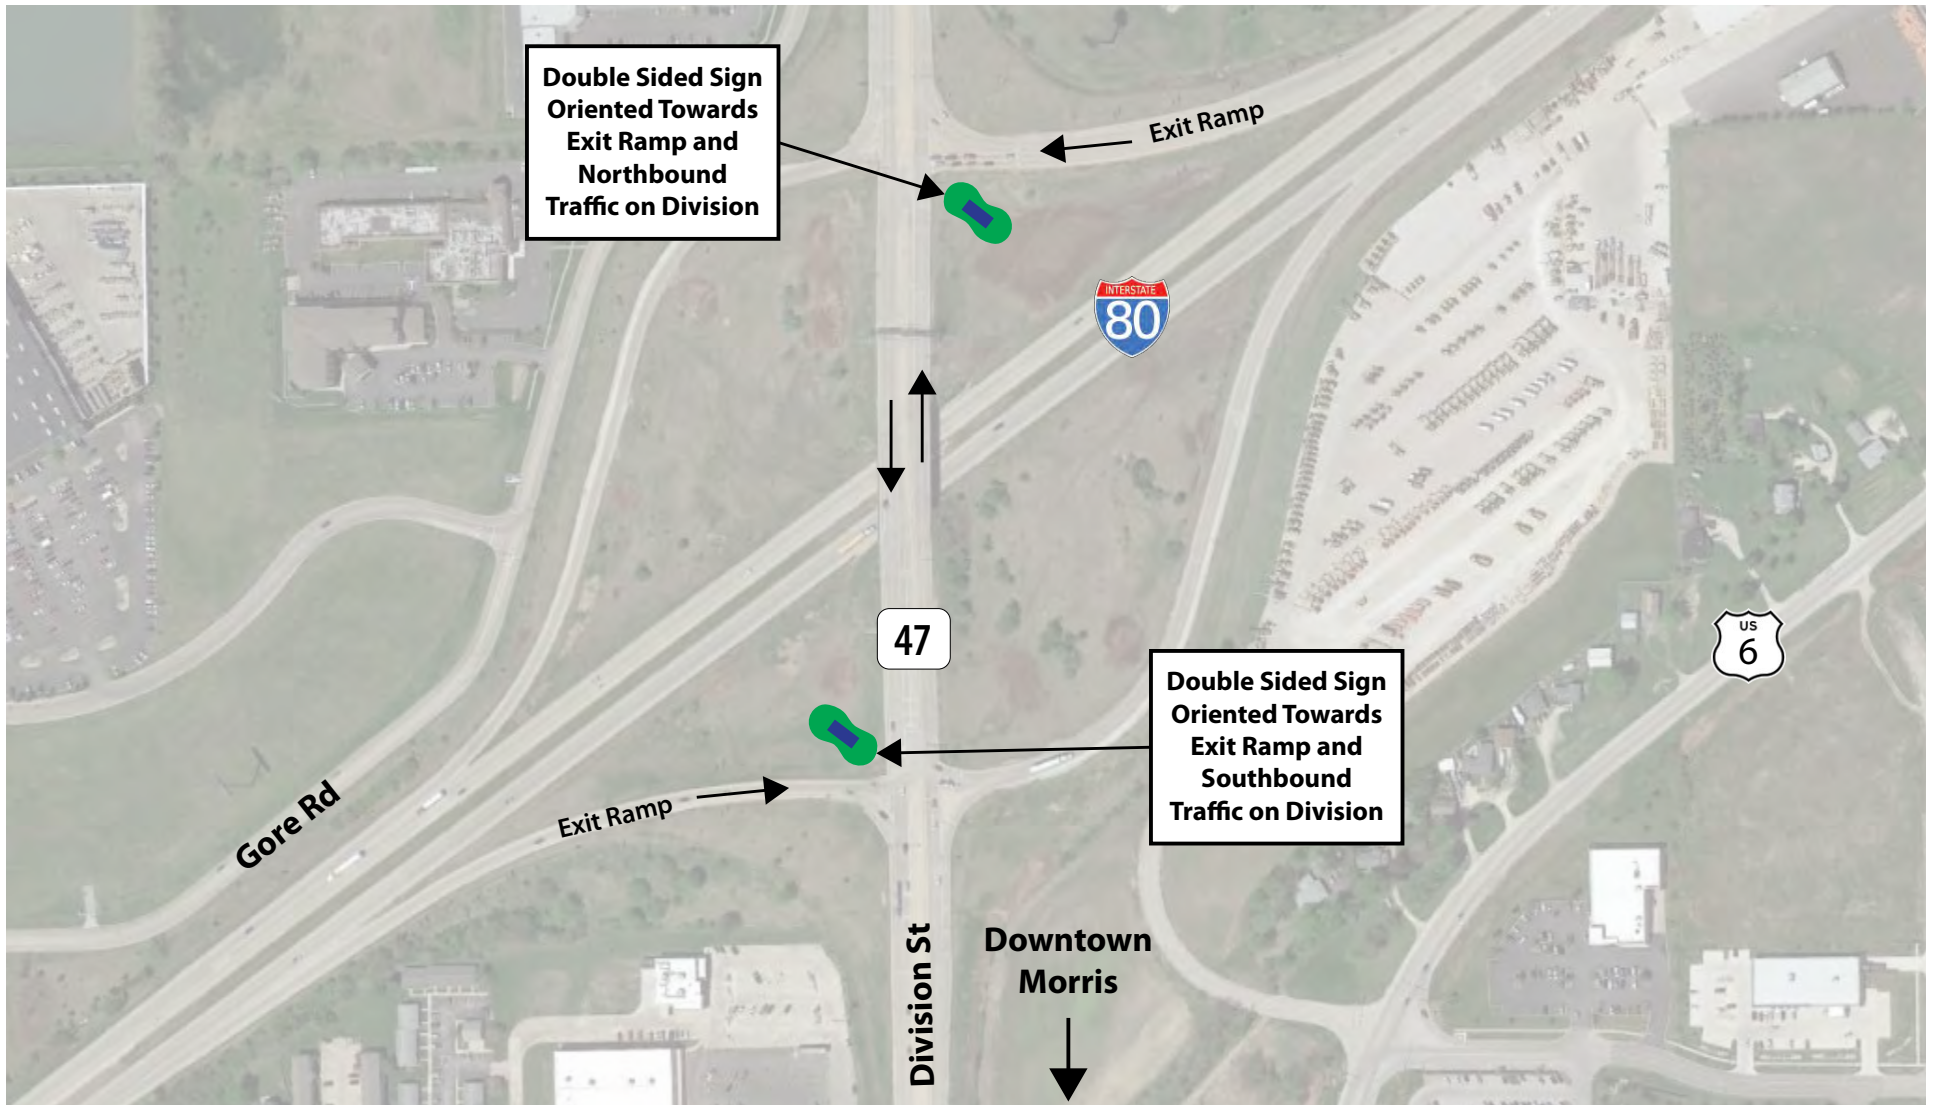 Double Sided Sign
Oriented Towards
Exit Ramp and
Northbound
Traffic on Division
Exit Ramp
INTERSTATE
80
47
US
6
Double Sided Sign
Oriented Towards
Exit Ramp and
Southbound
Traffic on Division
Exit Ramp
Gore Rd
Division St
Downtown
Morris